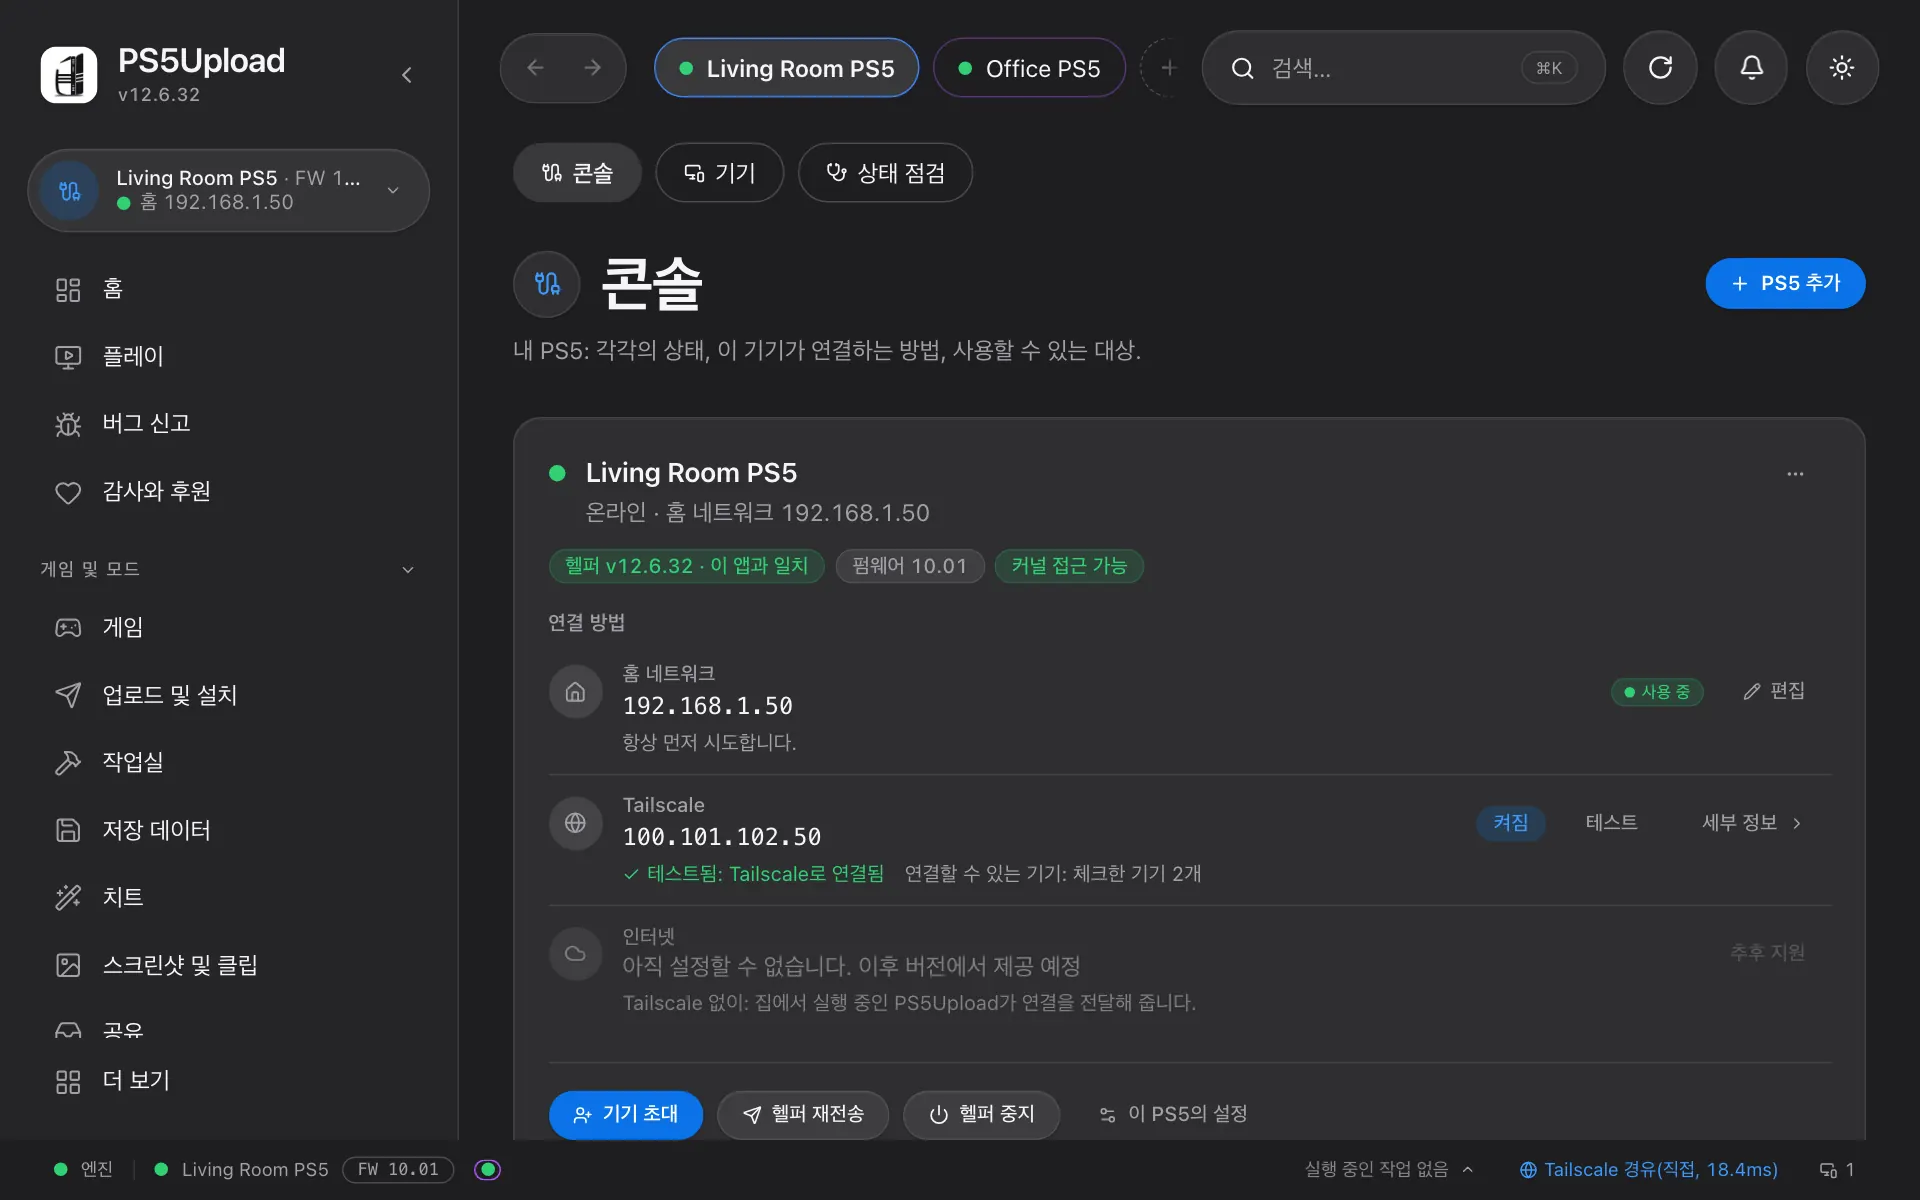 PS5Upload
v12.6.32
Living Room PS5 · FW 1...
홈 192.168.1.50
홈
플레이
버그 신고
감사와 후원
게임 및 모드
게임
업로드 및 설치
작업실
저장 데이터
치트
스크린샷 및 클립
공유
더 보기
Living Room PS5
Office PS5
검색...
⌘K
콘솔
기기
상태 점검
콘솔
PS5 추가
내 PS5: 각각의 상태, 이 기기가 연결하는 방법, 사용할 수 있는 대상.
Living Room PS5
온라인 · 홈 네트워크 192.168.1.50
헬퍼 v12.6.32 · 이 앱과 일치
펌웨어 10.01
커널 접근 가능
연결 방법
홈 네트워크
192.168.1.50
항상 먼저 시도합니다.
사용 중
편집
Tailscale
100.101.102.50
테스트됨: Tailscale로 연결됨
연결할 수 있는 기기: 체크한 기기 2개
켜짐
테스트
세부 정보
인터넷
아직 설정할 수 없습니다. 이후 버전에서 제공 예정
Tailscale 없이: 집에서 실행 중인 PS5Upload가 연결을 전달해 줍니다.
추후 지원
기기 초대
헬퍼 재전송
헬퍼 중지
이 PS5의 설정
엔진
Living Room PS5
FW 10.01
실행 중인 작업 없음
Tailscale 경유(직접, 18.4ms)
1